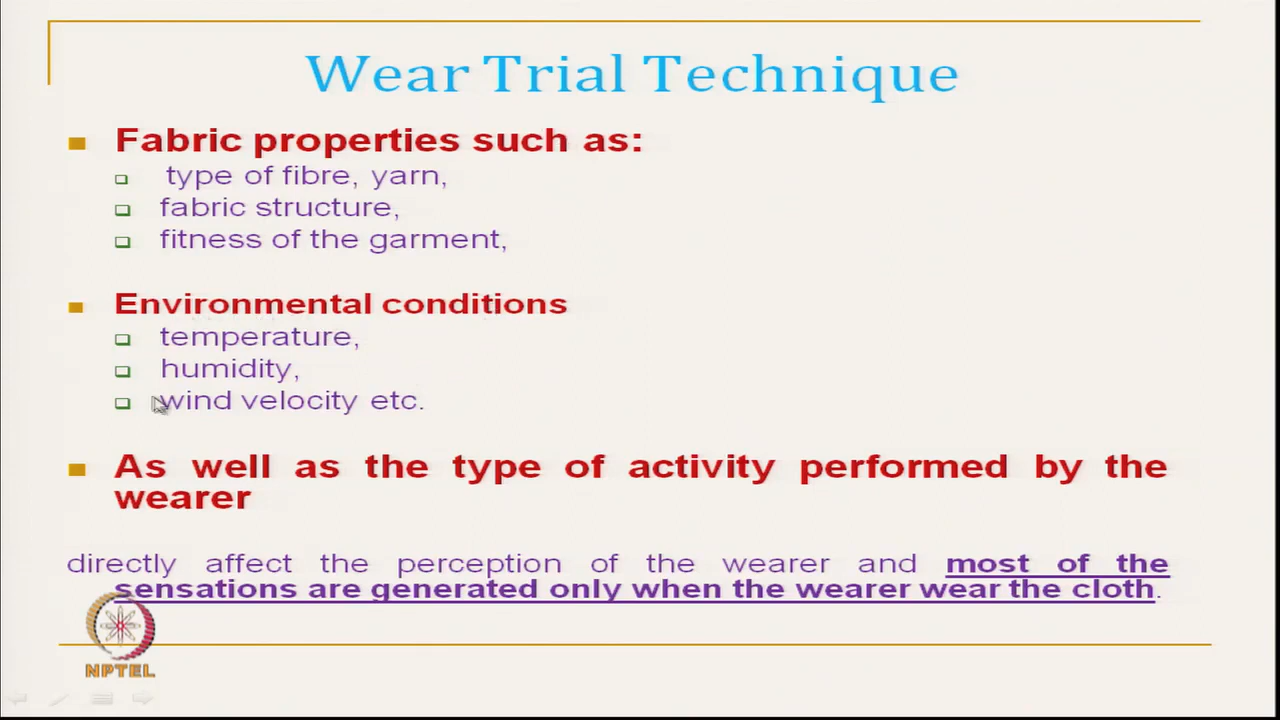 Wear Trial Technique
Fabric properties such as:
type of fibre, yarn,
fabric structure,
fitness of the garment,
Environmental conditions
temperature,
humidity,
wind velocity etc.
As well as the type of activity performed by the
wearer
directly affect the perception of the wearer and most of the
sensations are generated only when the wearer wear the cloth.
NPTEL